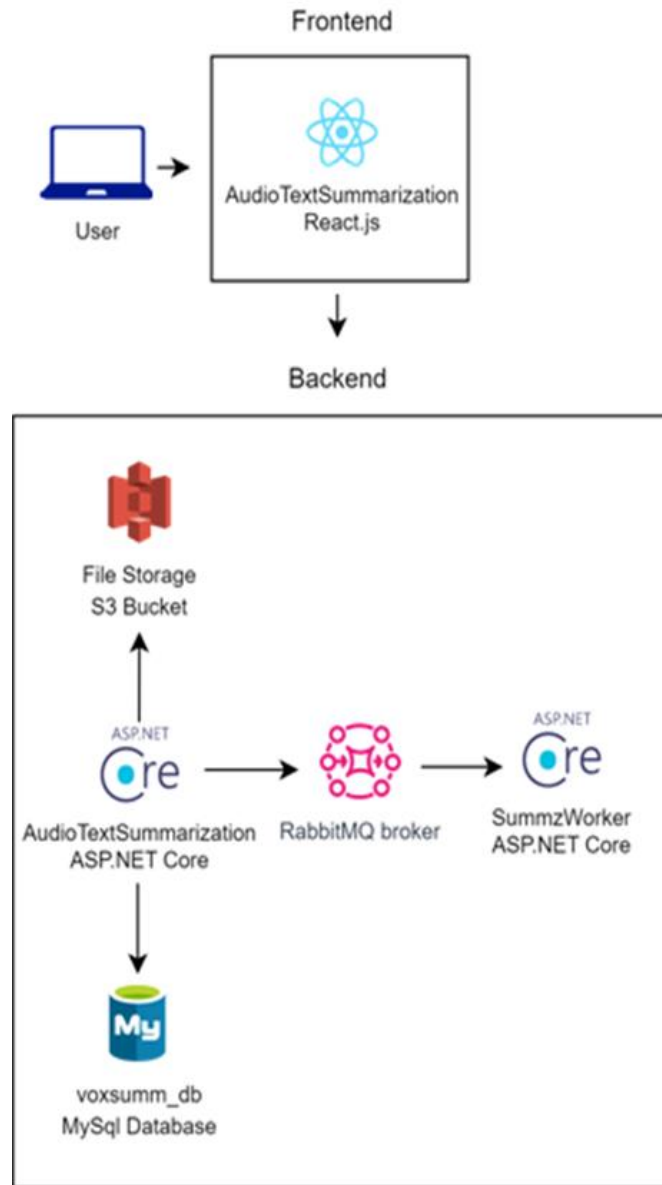 Frontend
AudioTextSummarization
React.js
User
Backend
File Storage
S3 Bucket
ASP.NET
Core
AudioTextSummarization
ASP.NET Core
RabbitMQ broker
ASP.NET
Core
SummzWorker
ASP.NET Core
My
voxsumm_db
MySql Database